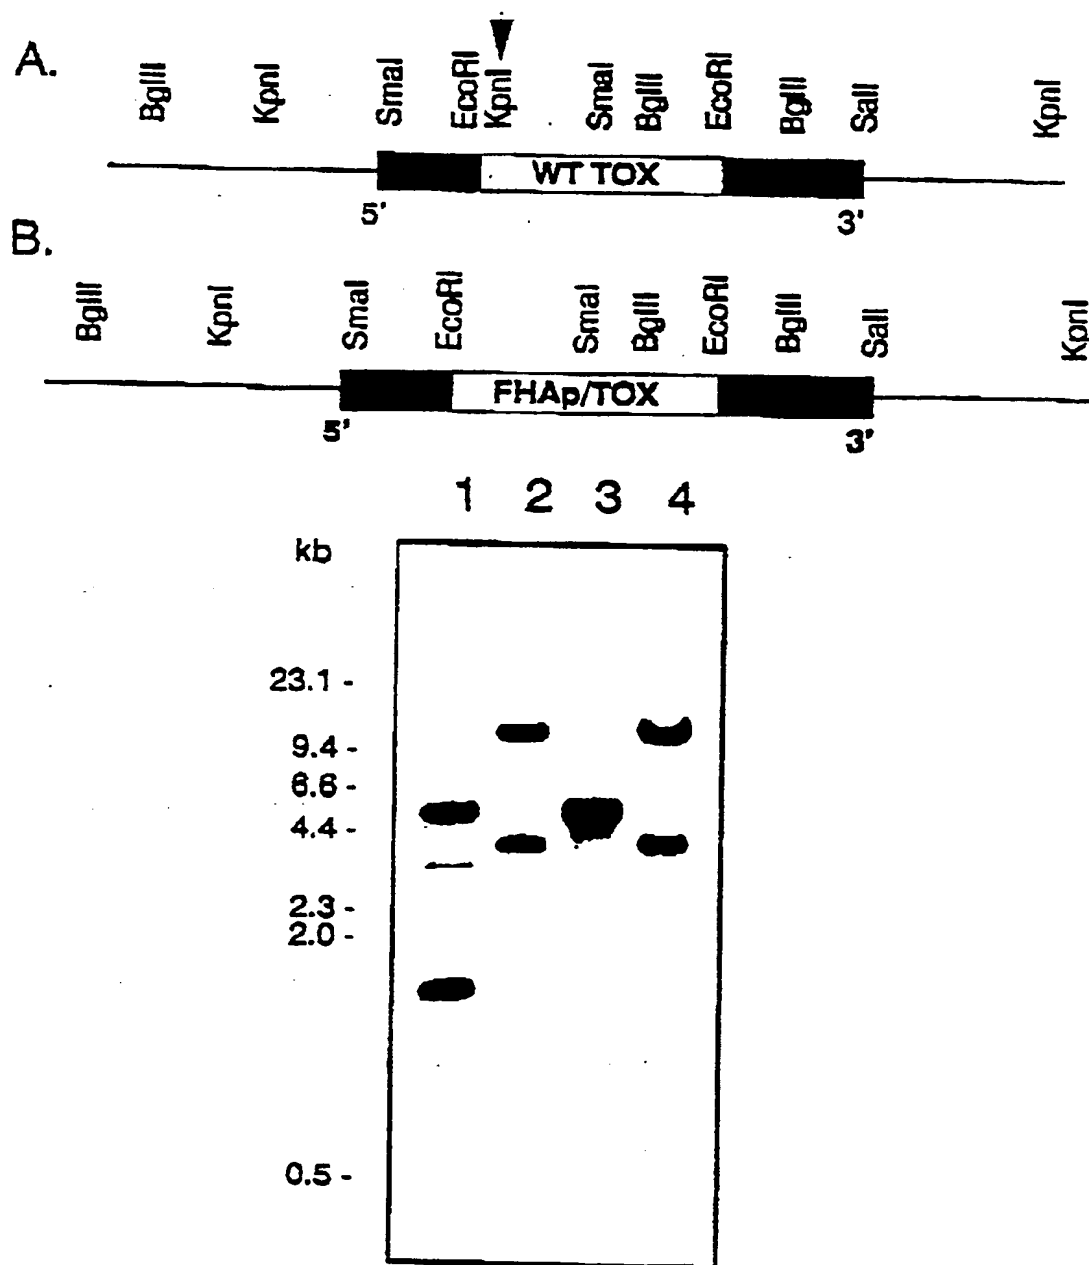 A.
BglII KpnI SmaI EcoRI KpnI SmaI BglII EcoRI BglII SalI KpnI
WT TOX
5' 3'
B.
BglII KpnI SmaI EcoRI SmaI BglII EcoRI BglII SalI KpnI
FHAp/TOX
5' 3'
1 2 3 4
kb
23.1 -
9.4 -
6.6 -
4.4 -
2.3 -
2.0 -
0.5 -